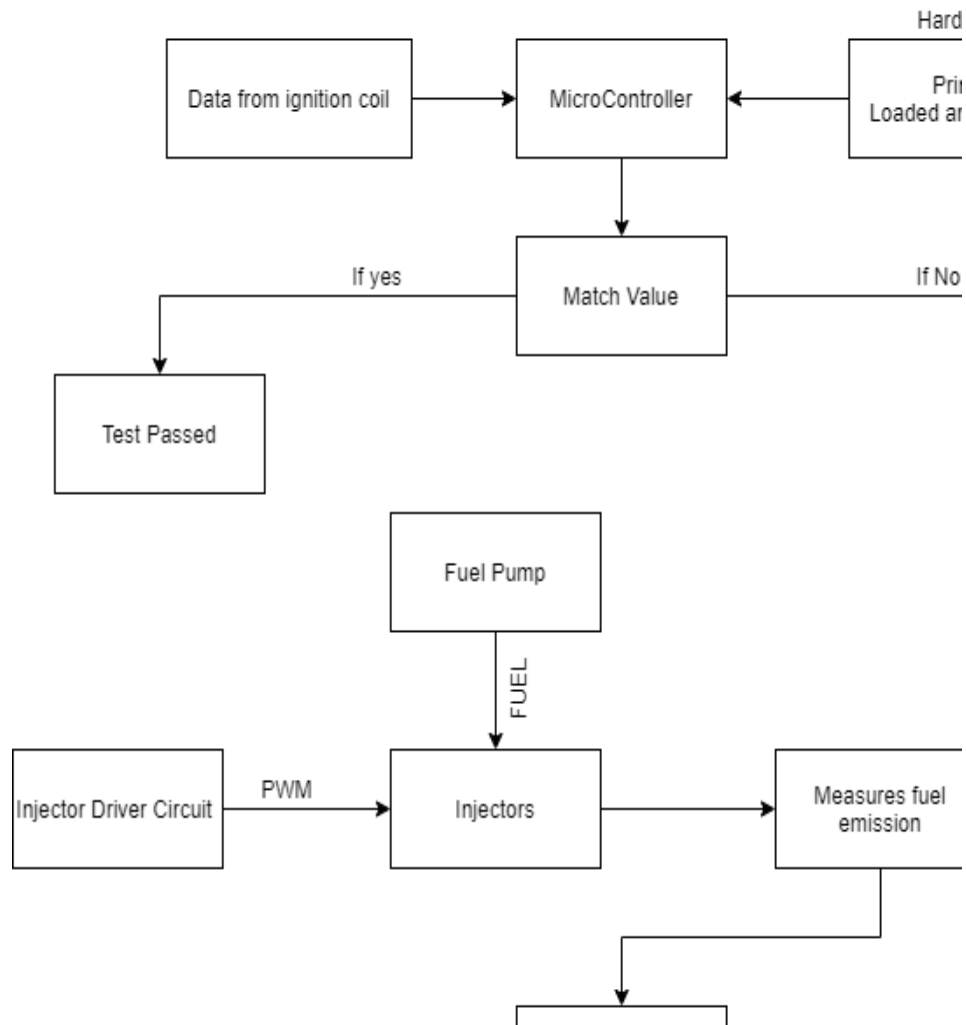 Hard
Data from ignition coil
MicroController
Loaded
If yes
Match Value
If No
Test Passed
Fuel Pump
FUEL
Injector Driver Circuit
PWM
Injectors
Measures fuel
emission